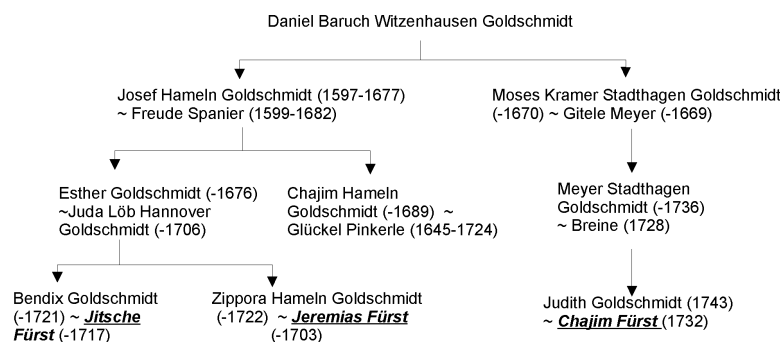 Daniel Baruch Witzenhausen Goldschmidt
Josef Hameln Goldschmidt (1597-1677)
~ Freude Spanier (1599-1682)
Moses Kramer Stadthagen Goldschmidt
(-1670) ~ Gitele Meyer (-1669)
Esther Goldschmidt (-1676)
~Juda Löb Hannover
Goldschmidt (-1706)
Chajim Hameln
Goldschmidt (-1689) ~
Glückel Pinkerle (1645-1724)
Meyer Stadthagen
Goldschmidt (-1736)
~ Breine (1728)
Bendix Goldschmidt
(-1721) ~ Jitsche
Fürst (-1717)
Zippora Hameln Goldschmidt
(-1722) ~ Jeremias Fürst
(-1703)
Judith Goldschmidt (1743)
~ Chajim Fürst (1732)